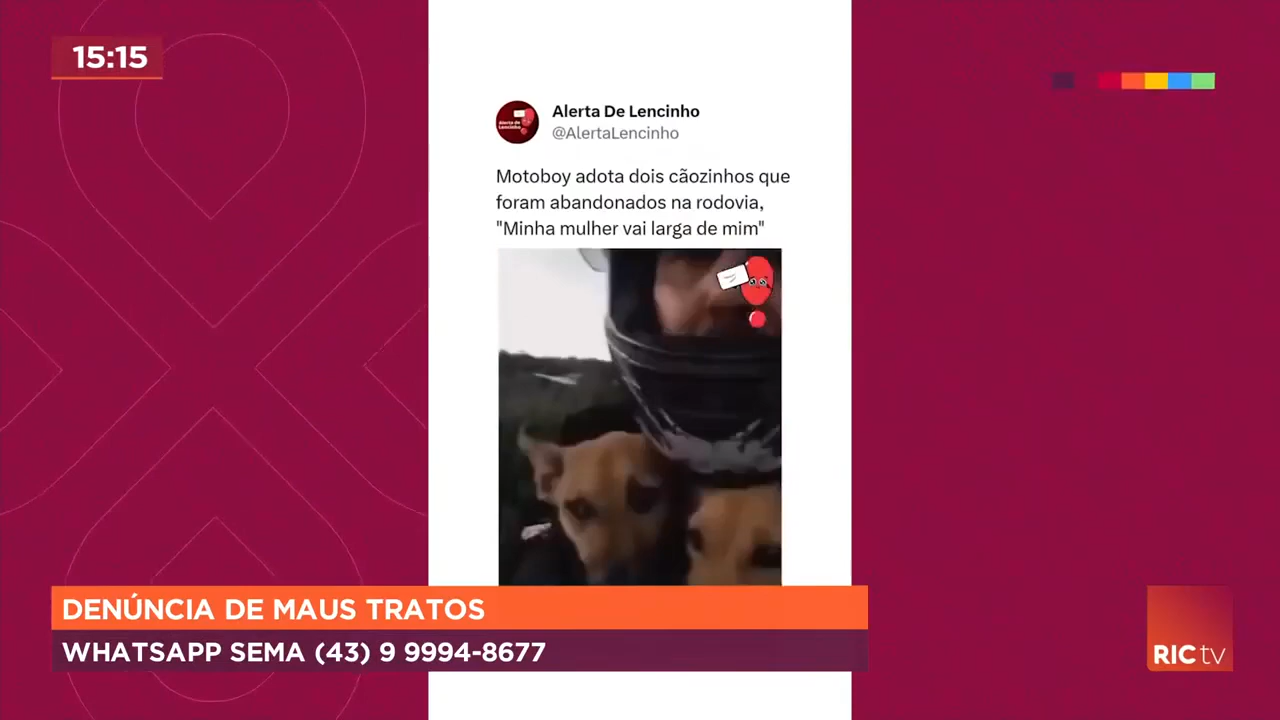 15:15
Alerta De Lencinho
@AlertaLencinho
Motoboy adota dois cãozinhos que
foram abandonados na rodovia,
"Minha mulher vai larga de mim"
DENÚNCIA DE MAUS TRATOS
WHATSAPP SEMA (43) 9 9994-8677
RIC tv